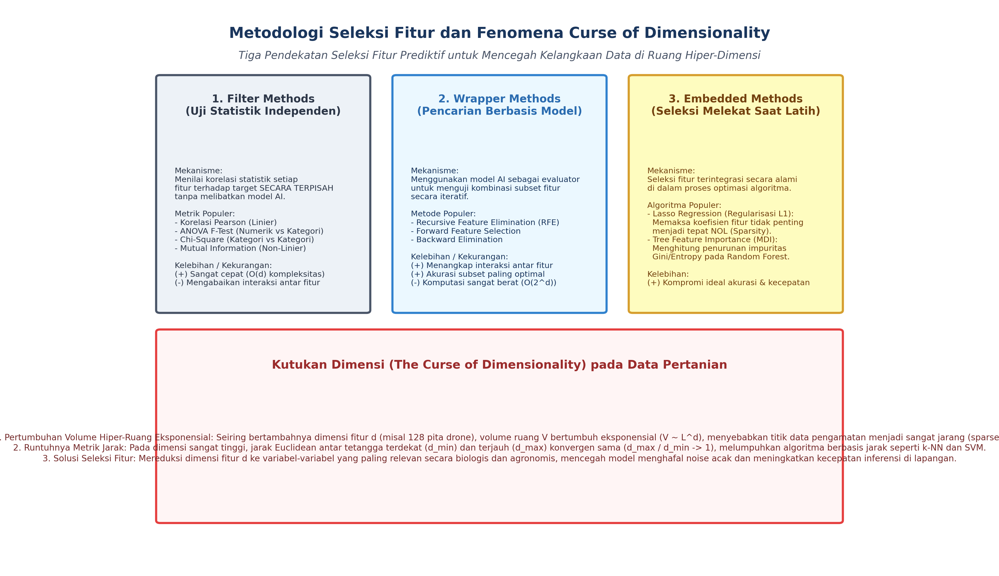 Metodologi Seleksi Fitur dan Fenomena Curse of Dimensionality
Tiga Pendekatan Seleksi Fitur Prediktif untuk Mencegah Kelangkaan Data di Ruang Hiper-Dimensi
1. Filter Methods
(Uji Statistik Independen)
Mekanisme:
Menilai korelasi statistik setiap
fitur terhadap target SECARA TERPISAH
tanpa melibatkan model AI.
Metrik Populer:
- Korelasi Pearson (Linier)
- ANOVA F-Test (Numerik vs Kategori)
- Chi-Square (Kategori vs Kategori)
- Mutual Information (Non-Linier)
Kelebihan / Kekurangan:
(+) Sangat cepat (O(d) kompleksitas)
(-) Mengabaikan interaksi antar fitur
2. Wrapper Methods
(Pencarian Berbasis Model)
Mekanisme:
Menggunakan model AI sebagai evaluator
untuk menguji kombinasi subset fitur
secara iteratif.
Metode Populer:
- Recursive Feature Elimination (RFE)
- Forward Feature Selection
- Backward Elimination
Kelebihan / Kekurangan:
(+) Menangkap interaksi antar fitur
(+) Akurasi subset paling optimal
(-) Komputasi sangat berat (O(2^d))
3. Embedded Methods
(Seleksi Melekat Saat Latih)
Mekanisme:
Seleksi fitur terintegrasi secara alami
di dalam proses optimasi algoritma.
Algoritma Populer:
- Lasso Regression (Regularisasi L1):
Memaksa koefisien fitur tidak penting
menjadi tepat NOL (Sparsity).
- Tree Feature Importance (MDI):
Menghitung penurunan impuritas
Gini/Entropy pada Random Forest.
Kelebihan:
(+) Kompromi ideal akurasi & kecepatan
Kutukan Dimensi (The Curse of Dimensionality) pada Data Pertanian
. Pertumbuhan Volume Hiper-Ruang Eksponensial: Seiring bertambahnya dimensi fitur d (misal 128 pita drone), volume ruang V bertumbuh eksponensial (V ~ L^d), menyebabkan titik data pengamatan menjadi sangat jarang (sparse
2. Runtuhnya Metrik Jarak: Pada dimensi sangat tinggi, jarak Euclidean antar tetangga terdekat (d_min) dan terjauh (d_max) konvergen sama (d_max / d_min -> 1), melumpuhkan algoritma berbasis jarak seperti k-NN dan SVM.
3. Solusi Seleksi Fitur: Mereduksi dimensi fitur d ke variabel-variabel yang paling relevan secara biologis dan agronomis, mencegah model menghafal noise acak dan meningkatkan kecepatan inferensi di lapangan.